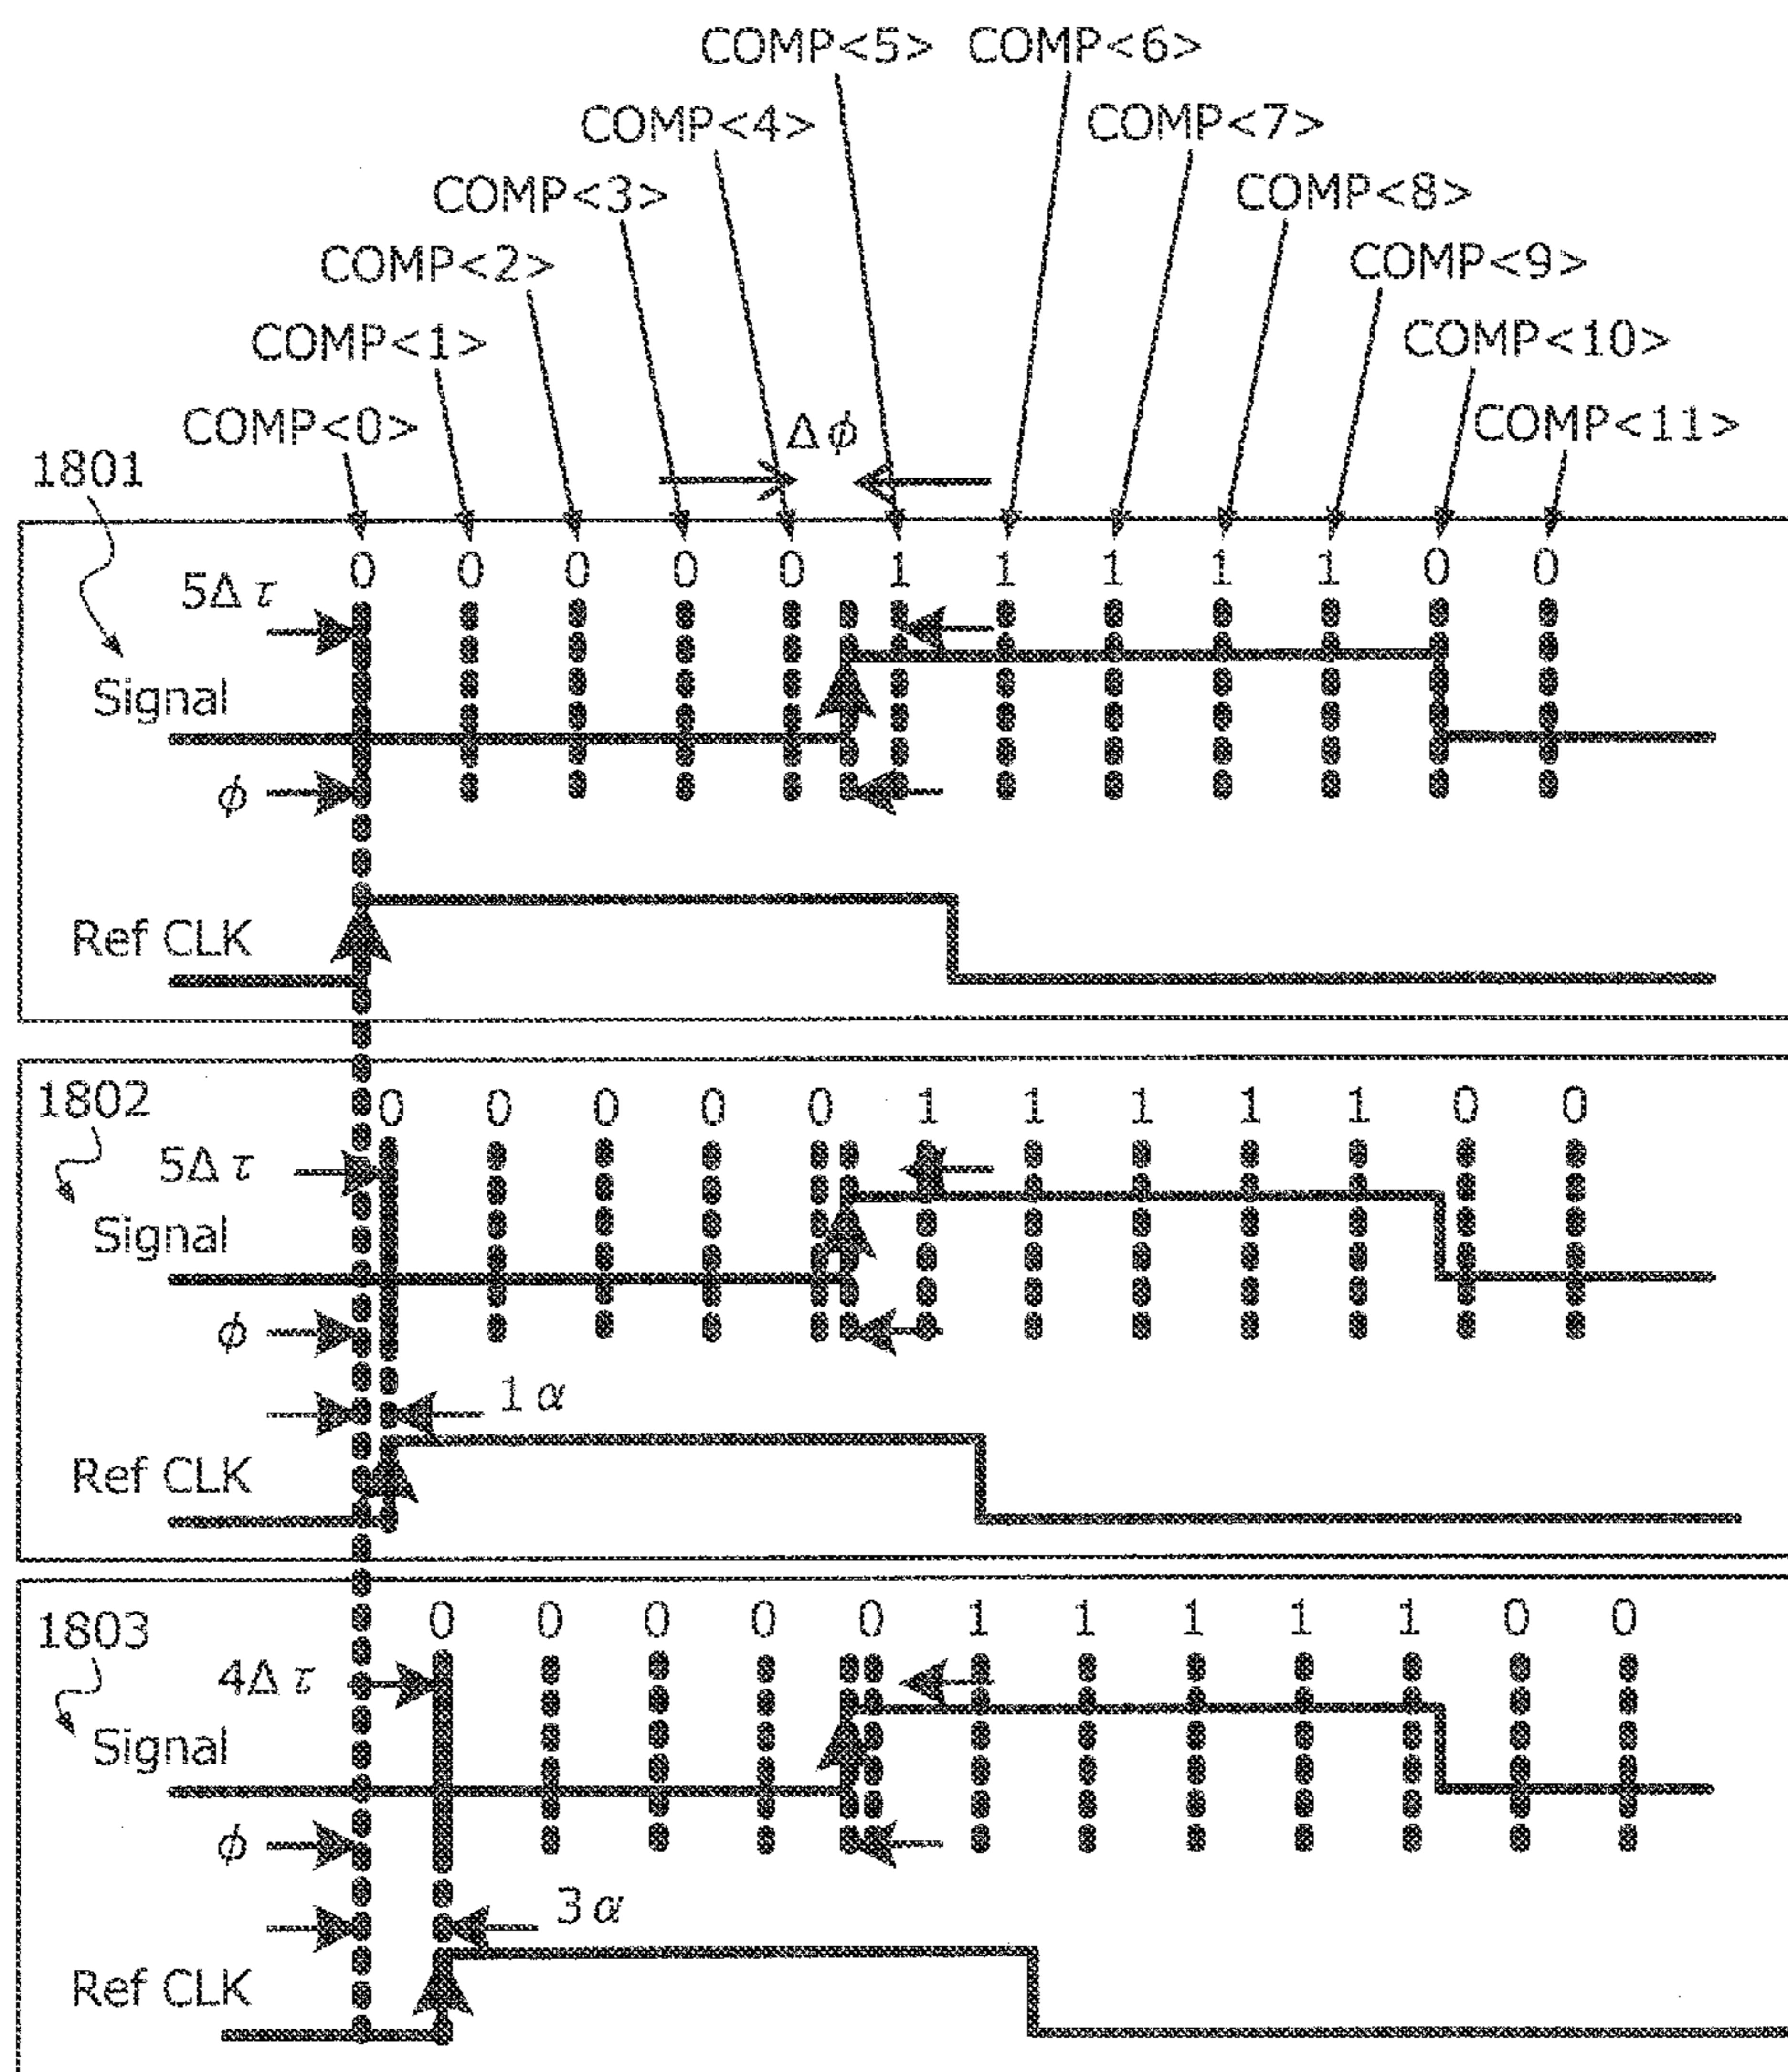 COMP<5> COMP<6>
COMP<4> COMP<7>
COMP<3> COMP<8>
COMP<2> COMP<9>
COMP<1> COMP<10>
COMP<0> Δϕ COMP<11>
1801
0 0 0 0 0 1 1 1 1 1 0 0
5Δτ
Signal
ϕ
Ref CLK
1802 0 0 0 0 0 1 1 1 1 1 0 0
5Δτ
Signal
ϕ
1α
Ref CLK
1803 0 0 0 0 0 1 1 1 1 1 0 0
4Δτ
Signal
ϕ
3α
Ref CLK